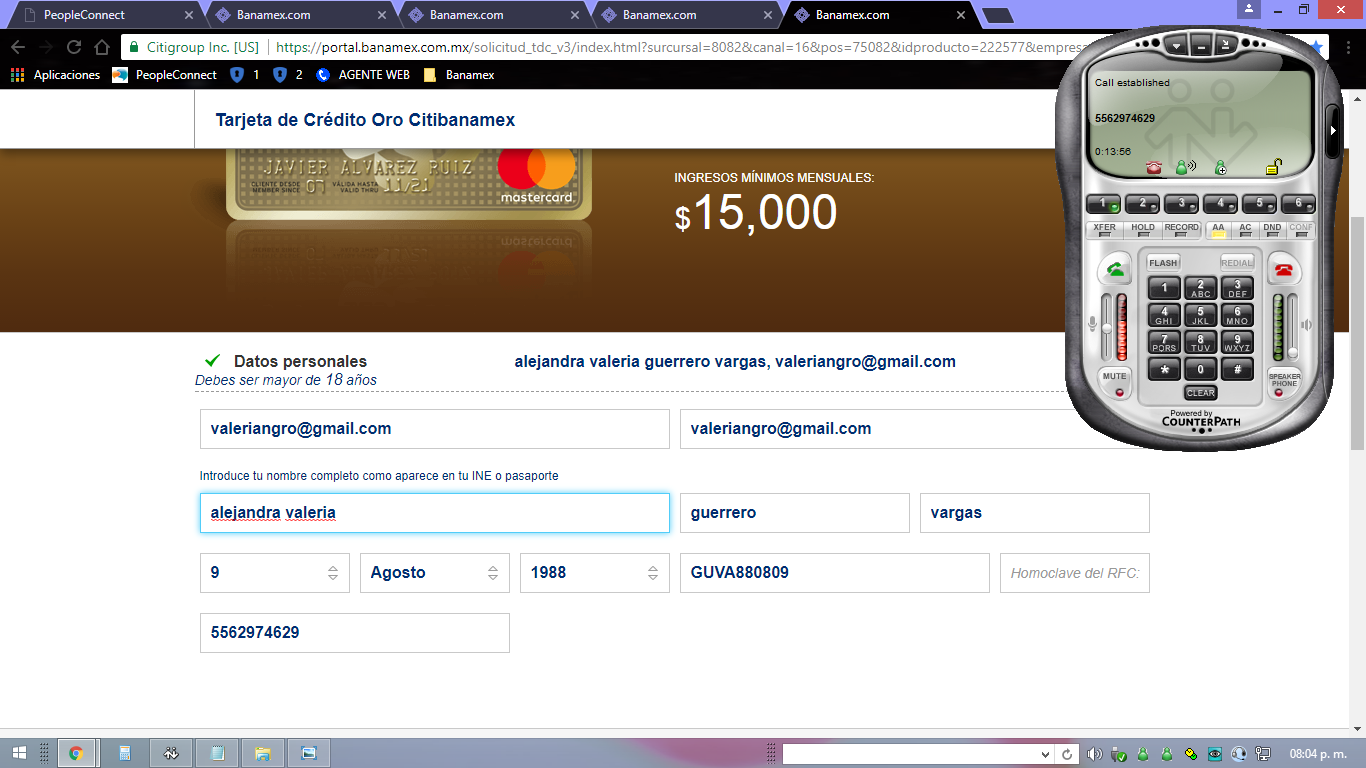 PeopleConnect
Banamex.com
Banamex.com
Banamex.com
Banamex.com
Citigroup Inc. [US]
https://portal.banamex.com.mx/solicitud_tdc_v3/index.html?surcursal=8082&canal=16&pos=75082&idproducto=222577&empresa
Aplicaciones
PeopleConnect
1
2
AGENTE WEB
Banamex
Tarjeta de Crédito Oro Citibanamex
JAVIER ALVAREZ RUIZ
CLIENTE DESDE
MEMBER SINCE
07
VÁLIDA HASTA
VALID THRU
11/21
mastercard
INGRESOS MÍNIMOS MENSUALES:
$15,000
Datos personales
alejandra valeria guerrero vargas, valeriangro@gmail.com
Debes ser mayor de 18 años
valeriangro@gmail.com
valeriangro@gmail.com
Introduce tu nombre completo como aparece en tu INE o pasaporte
alejandra valeria
guerrero
vargas
9
Agosto
1988
GUVA880809
Homoclave del RFC:
5562974629
Call established
5562974629
0:13:56
1 2 3 4 5 6
XFER HOLD RECORD AA AC DND CONF
FLASH REDIAL
1 2 ABC 3 DEF
4 GHI 5 JKL 6 MNO
7 PQRS 8 TUV 9 WXYZ
* 0 #
MUTE
CLEAR
SPEAKER PHONE
Powered by
COUNTERPATH
08:04 p. m.